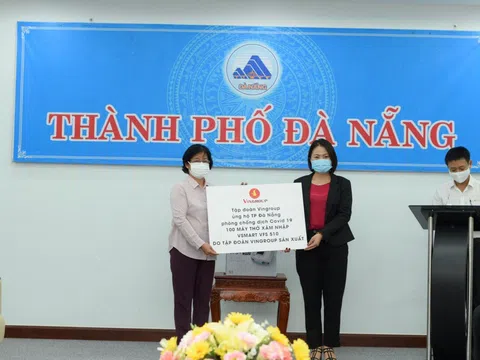 ĐÀ NẴNG
THÀNH PHỐ ĐÀ NẴNG
VINGROUP
Tập đoàn Vingroup
ủng hộ TP Đà Nẵng
phòng chống dịch Covid 19
100 MÁY THỞ XÂM NHẬP
VSMART VFS 510
DO TẬP ĐOÀN VINGROUP SẢN XUẤT